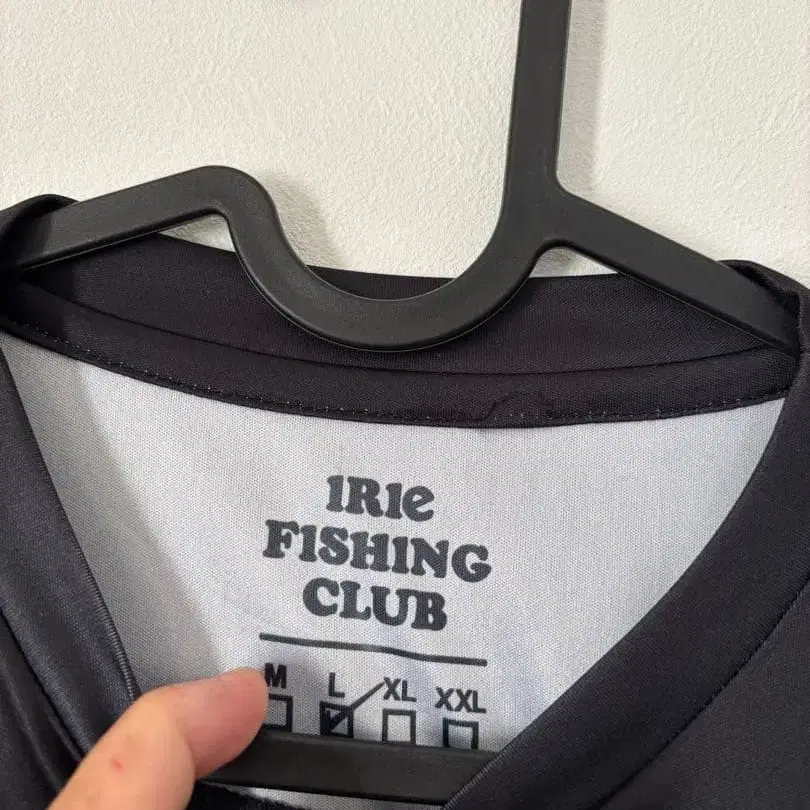 IRIe
FISHING
CLUB
M L XL XXL